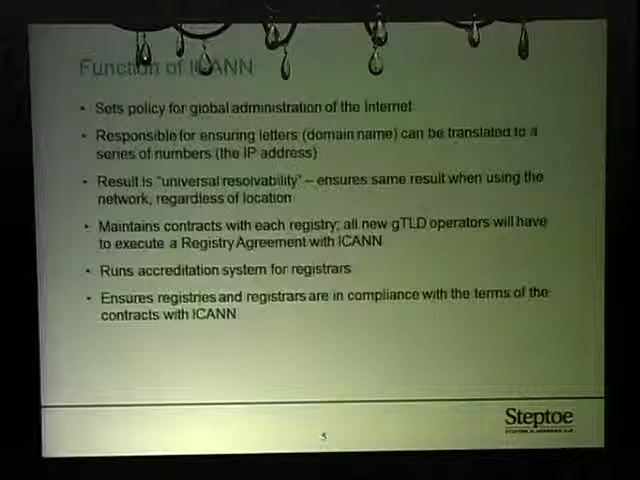 Function of ICANN
• Sets policy for global administration of the Internet
• Responsible for ensuring letters (domain name) can be translated to a
series of numbers (the IP address)
• Result is "universal resolvability" – ensures same result when using the
network, regardless of location
• Maintains contracts with each registry; all new gTLD operators will have
to execute a Registry Agreement with ICANN
• Runs accreditation system for registrars
• Ensures registries and registrars are in compliance with the terms of the
contracts with ICANN
Steptoe
5